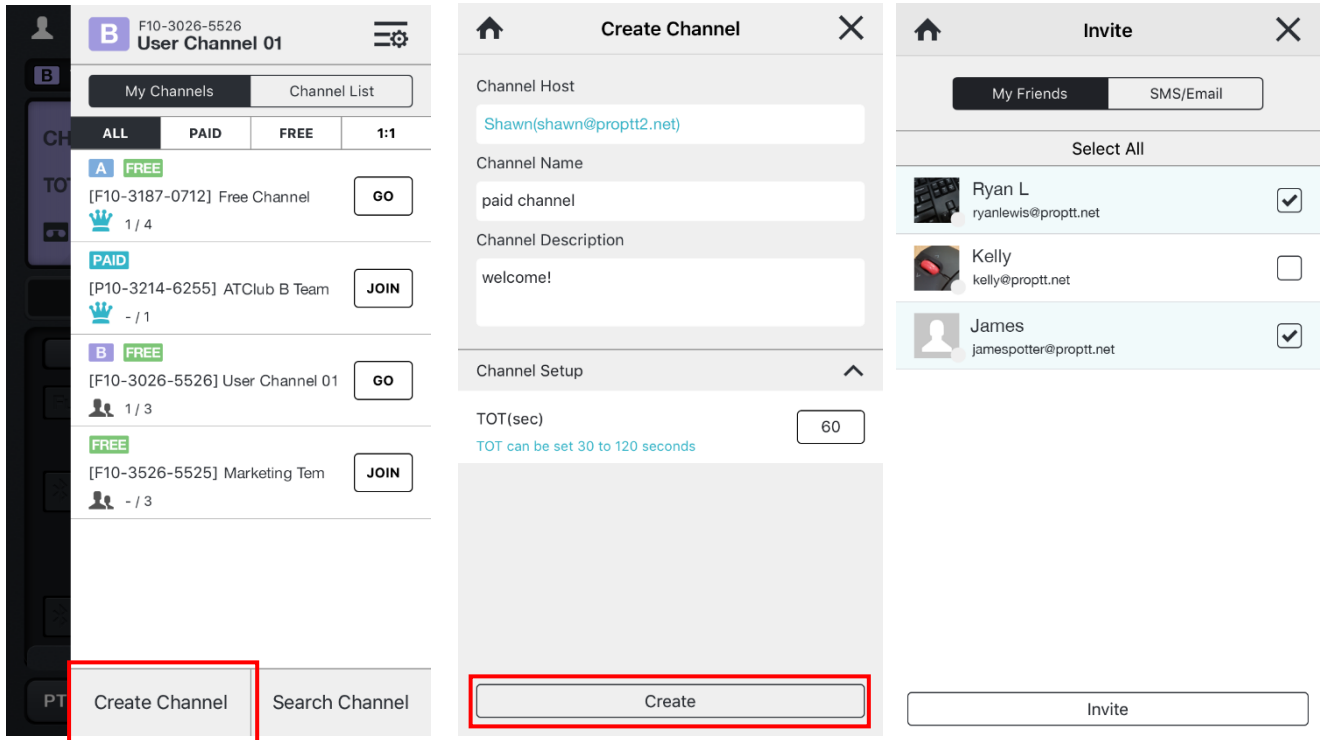 B
F10-3026-5526
User Channel 01
My Channels
Channel List
ALL
PAID
FREE
1:1
A FREE
[F10-3187-0712] Free Channel
GO
1 / 4
PAID
[P10-3214-6255] ATClub B Team
JOIN
- / 1
B FREE
[F10-3026-5526] User Channel 01
GO
1 / 3
FREE
[F10-3526-5525] Marketing Tem
JOIN
- / 3
Create Channel
Search Channel
B
CH
TOT
PT
Create Channel
Channel Host
Shawn(shawn@proptt2.net)
Channel Name
paid channel
Channel Description
welcome!
Channel Setup
TOT(sec)
60
TOT can be set 30 to 120 seconds
Create
Invite
My Friends
SMS/Email
Select All
Ryan L
ryanlewis@proptt.net
Kelly
kelly@proptt.net
James
jamespotter@proptt.net
Invite